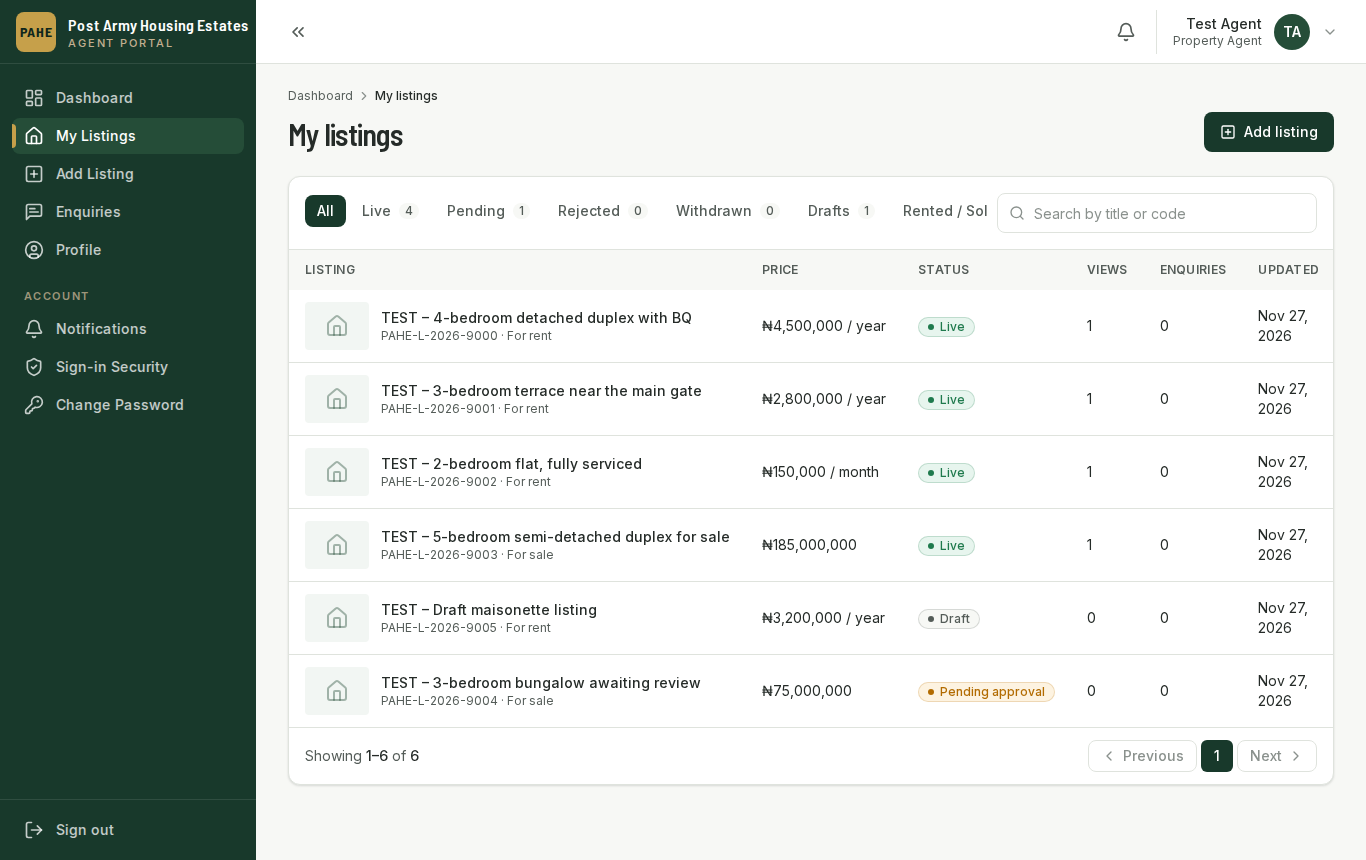 PAHE
Post Army Housing Estates
AGENT PORTAL
Test Agent
Property Agent
TA
Dashboard
My Listings
Add Listing
Enquiries
Profile
ACCOUNT
Notifications
Sign-in Security
Change Password
Sign out
Dashboard > My listings
My listings
Add listing
All Live 4 Pending 1 Rejected 0 Withdrawn 0 Drafts 1 Rented / Sol
Search by title or code
LISTING PRICE STATUS VIEWS ENQUIRIES UPDATED
TEST – 4-bedroom detached duplex with BQ
PAHE-L-2026-9000 · For rent
₦4,500,000 / year Live 1 0 Nov 27,
2026
TEST – 3-bedroom terrace near the main gate
PAHE-L-2026-9001 · For rent
₦2,800,000 / year Live 1 0 Nov 27,
2026
TEST – 2-bedroom flat, fully serviced
PAHE-L-2026-9002 · For rent
₦150,000 / month Live 1 0 Nov 27,
2026
TEST – 5-bedroom semi-detached duplex for sale
PAHE-L-2026-9003 · For sale
₦185,000,000 Live 1 0 Nov 27,
2026
TEST – Draft maisonette listing
PAHE-L-2026-9005 · For rent
₦3,200,000 / year Draft 0 0 Nov 27,
2026
TEST – 3-bedroom bungalow awaiting review
PAHE-L-2026-9004 · For sale
₦75,000,000 Pending approval 0 0 Nov 27,
2026
Showing 1–6 of 6
Previous 1 Next